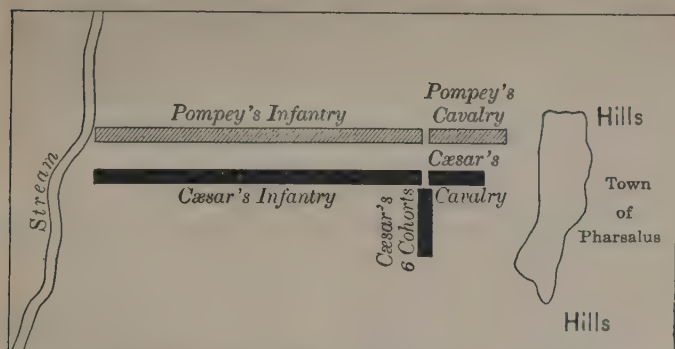 Stream
Pompey's Infantry
Pompey's
Cavalry
Cæsar's Infantry
Cæsar's
Cavalry
Cæsar's
6 Cohorts
Hills
Town
of
Pharsalus
Hills